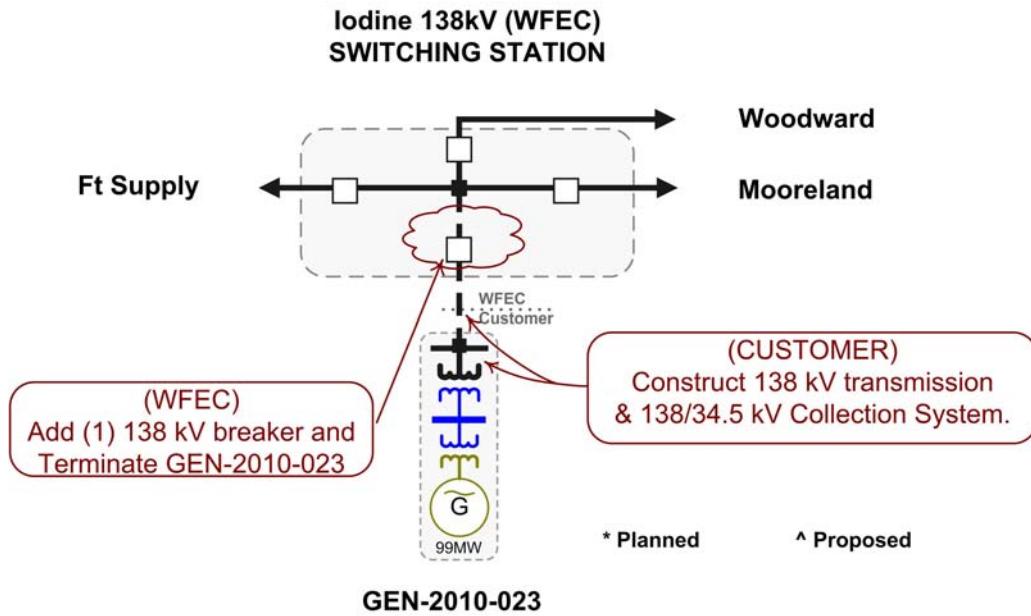 Iodine 138kV (WFEC)
SWITCHING STATION
Woodward
Ft Supply
Mooreland
WFEC
Customer
(CUSTOMER)
Construct 138 kV transmission
& 138/34.5 kV Collection System.
(WFEC)
Add (1) 138 kV breaker and
Terminate GEN-2010-023
G
99MW
* Planned
^ Proposed
GEN-2010-023